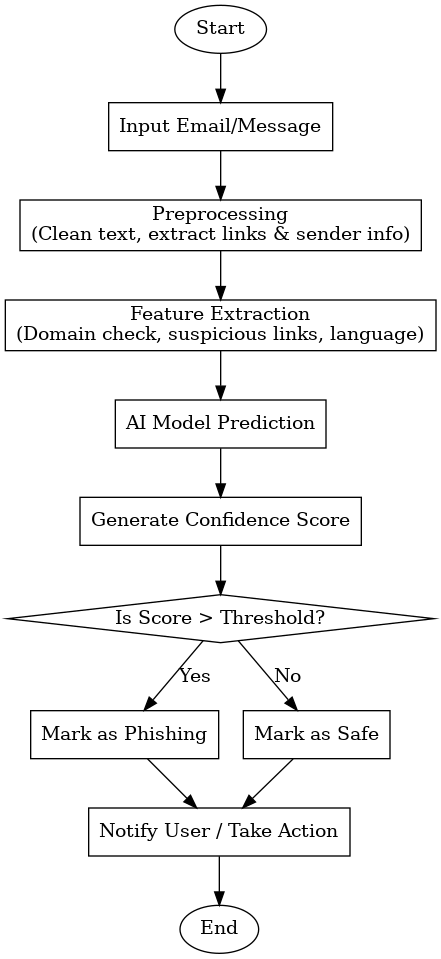 Start
Input Email/Message
Preprocessing
(Clean text, extract links & sender info)
Feature Extraction
(Domain check, suspicious links, language)
AI Model Prediction
Generate Confidence Score
Is Score > Threshold?
Yes
No
Mark as Phishing
Mark as Safe
Notify User / Take Action
End